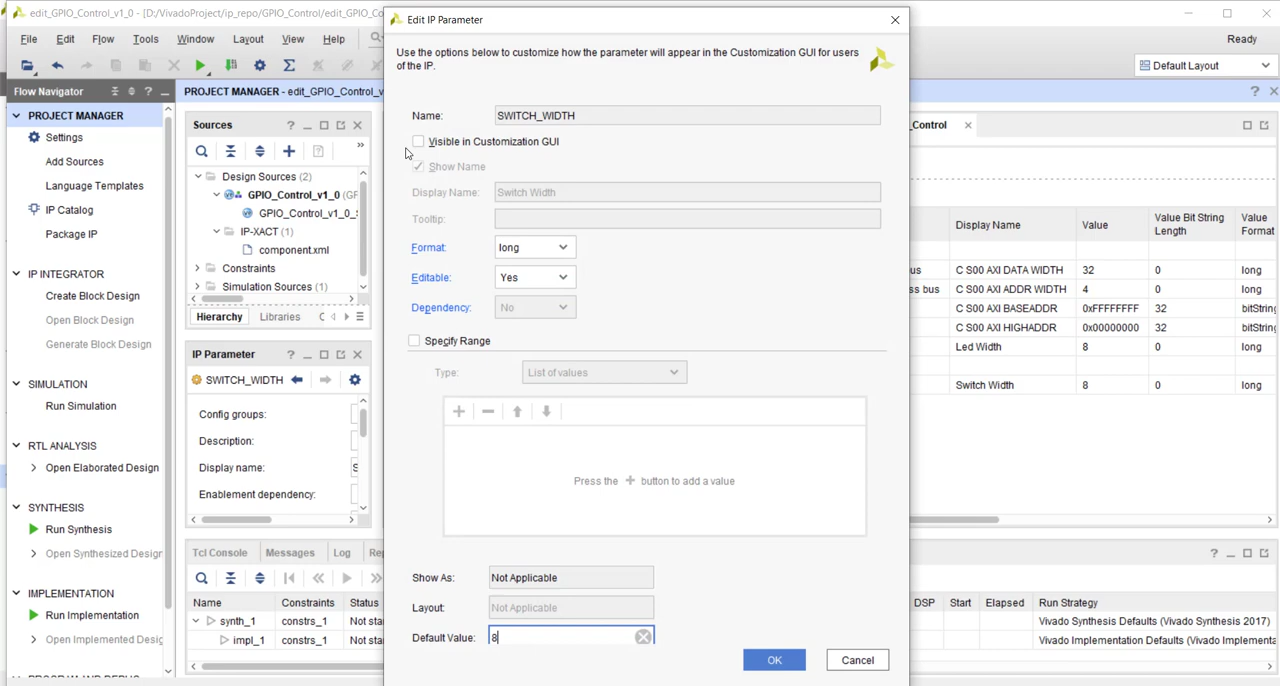 edit_GPIO_Control_v1_0 - [D:/VivadoProject/ip_repo/GPIO_Control/edit_GPIO_Co
File Edit Flow Tools Window Layout View Help
Ready
Default Layout
Flow Navigator
PROJECT MANAGER
Settings
Add Sources
Language Templates
IP Catalog
Package IP
IP INTEGRATOR
Create Block Design
Open Block Design
Generate Block Design
SIMULATION
Run Simulation
RTL ANALYSIS
Open Elaborated Design
SYNTHESIS
Run Synthesis
Open Synthesized Design
IMPLEMENTATION
Run Implementation
Open Implemented Desig
PROJECT MANAGER - edit_GPIO_Control_v
Sources
Design Sources (2)
GPIO_Control_v1_0 (GF
GPIO_Control_v1_0_S
IP-XACT (1)
component.xml
Constraints
Simulation Sources (1)
Hierarchy Libraries C
IP Parameter
SWITCH_WIDTH
Config groups:
Description:
Display name: S
Enablement dependency:
Tcl Console Messages Log Rep
Name Constraints Status
synth_1 constrs_1 Not sta
impl_1 constrs_1 Not sta
Edit IP Parameter
Use the options below to customize how the parameter will appear in the Customization GUI for users
of the IP.
Name: SWITCH_WIDTH
Visible in Customization GUI
Show Name
Display Name: Switch Width
Tooltip:
Format: long
Editable: Yes
Dependency: No
Specify Range
Type: List of values
Press the + button to add a value
Show As: Not Applicable
Layout: Not Applicable
Default Value: 8
OK Cancel
_Control
Display Name Value Value Bit String Length Value Format
us C S00 AXI DATA WIDTH 32 0 long
ss bus C S00 AXI ADDR WIDTH 4 0 long
C S00 AXI BASEADDR 0xFFFFFFFF 32 bitString
C S00 AXI HIGHADDR 0x00000000 32 bitString
Led Width 8 0 long
Switch Width 8 0 long
DSP Start Elapsed Run Strategy
Vivado Synthesis Defaults (Vivado Synthesis 2017)
Vivado Implementation Defaults (Vivado Implementa